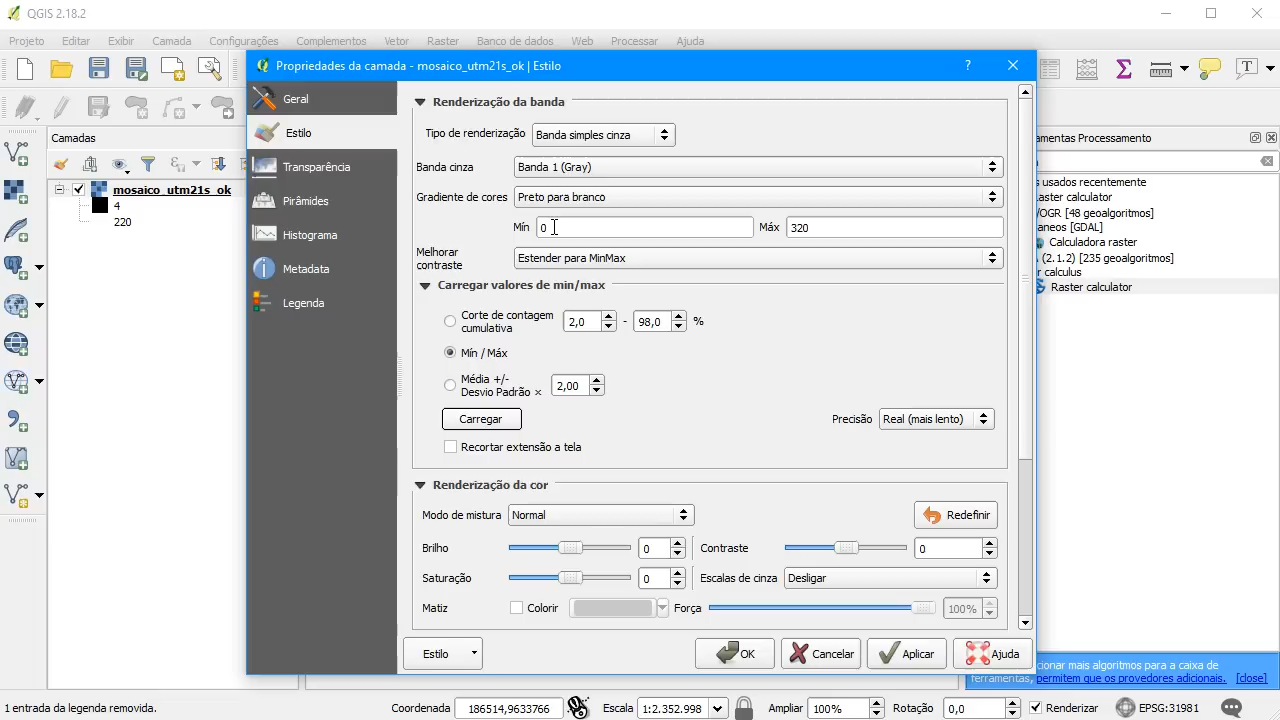 QGIS 2.18.2
Projeto Editar Exibir Camada Configurações Complementos Vetor Raster Banco de dados Web Processar Ajuda
Propriedades da camada - mosaico_utm21s_ok | Estilo
Camadas
mosaico_utm21s_ok
4
220
Geral
Estilo
Transparência
Pirâmides
Histograma
Metadata
Legenda
Renderização da banda
Tipo de renderização Banda simples cinza
Banda cinza Banda 1 (Gray)
Gradiente de cores Preto para branco
Mín 0 Máx 320
Melhorar
contraste Estender para MinMax
Carregar valores de min/max
Corte de contagem
cumulativa 2,0 - 98,0 %
Mín / Máx
Média +/-
Desvio Padrão × 2,00
Carregar Precisão Real (mais lento)
Recortar extensão a tela
Renderização da cor
Modo de mistura Normal Redefinir
Brilho 0 Contraste 0
Saturação 0 Escalas de cinza Desligar
Matiz Colorir Força 100%
Estilo OK Cancelar Aplicar Ajuda
amentas Processamento
s usados recentemente
aster calculator
/OGR [48 geoalgoritmos]
aneos [GDAL]
Calculadora raster
(2.1.2) [235 geoalgoritmos]
r calculus
Raster calculator
cionar mais algoritmos para a caixa de
ferramentas, permitem que os provedores adicionais. [close]
1 entrada da legenda removida. Coordenada 186514,9633766 Escala 1:2.352.998 Ampliar 100% Rotação 0,0 Renderizar EPSG:31981